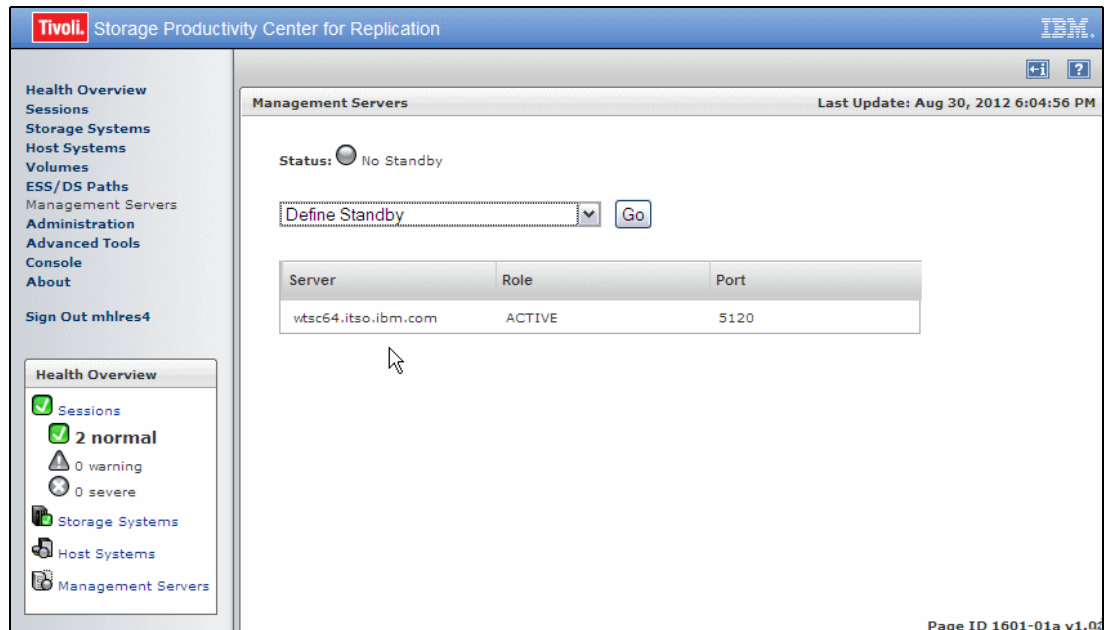 Tivoli. Storage Productivity Center for Replication
IBM.
Health Overview
Sessions
Storage Systems
Host Systems
Volumes
ESS/DS Paths
Management Servers
Administration
Advanced Tools
Console
About
Sign Out mhlres4
Health Overview
Sessions
2 normal
0 warning
0 severe
Storage Systems
Host Systems
Management Servers
i ?
Management Servers Last Update: Aug 30, 2012 6:04:56 PM
Status: No Standby
Define Standby Go
Server Role Port
wtsc64.itso.ibm.com ACTIVE 5120
Page ID 1601-01a v1.02